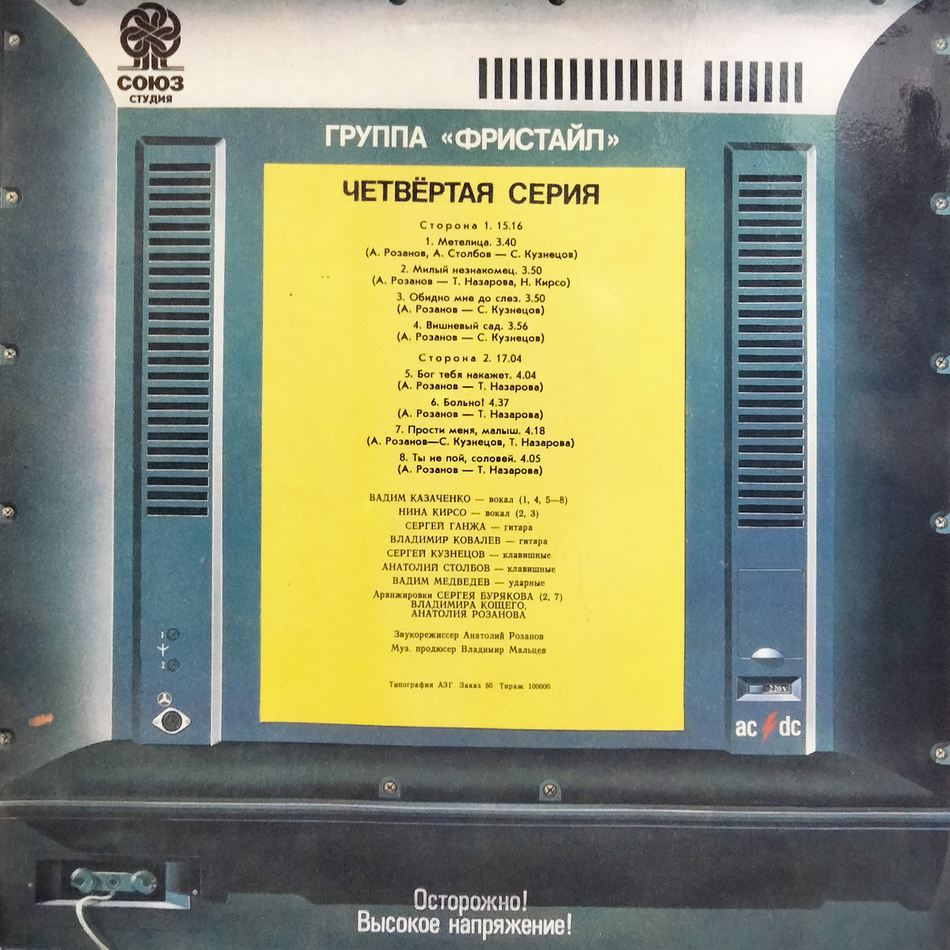 СОЮЗ
СТУДИЯ
ГРУППА «ФРИСТАЙЛ»
ЧЕТВЁРТАЯ СЕРИЯ
Сторона 1. 15.16
1. Метелица. 3.40
(А. Розанов, А. Столбов — С. Кузнецов)
2. Милый незнакомец. 3.50
(А. Розанов — Т. Назарова, Н. Кирсо)
3. Обидно мне до слез. 3.50
(А. Розанов — С. Кузнецов)
4. Вишневый сад. 3.56
(А. Розанов — С. Кузнецов)
Сторона 2. 17.04
5. Бог тебя накажет. 4.04
(А. Розанов — Т. Назарова)
6. Больно! 4.37
(А. Розанов — Т. Назарова)
7. Прости меня, малыш. 4.18
(А. Розанов—С. Кузнецов, Т. Назарова)
8. Ты не пой, соловей. 4.05
(А. Розанов — Т. Назарова)
ВАДИМ КАЗАЧЕНКО — вокал (1, 4, 5—8)
НИНА КИРСО — вокал (2, 3)
СЕРГЕЙ ГАНЖА — гитара
ВЛАДИМИР КОВАЛЕВ — гитара
СЕРГЕЙ КУЗНЕЦОВ — клавишные
АНАТОЛИЙ СТОЛБОВ — клавишные
ВАДИМ МЕДВЕДЕВ — ударные
Аранжировки СЕРГЕЯ БУРЯКОВА (2, 7)
ВЛАДИМИРА КОЩЕГО,
АНАТОЛИЯ РОЗАНОВА
Звукорежиссер Анатолий Розанов
Муз. продюсер Владимир Мальцев
Типография АЗГ. Заказ 50. Тираж 100000
1
2
220V
ac dc
Осторожно!
Высокое напряжение!